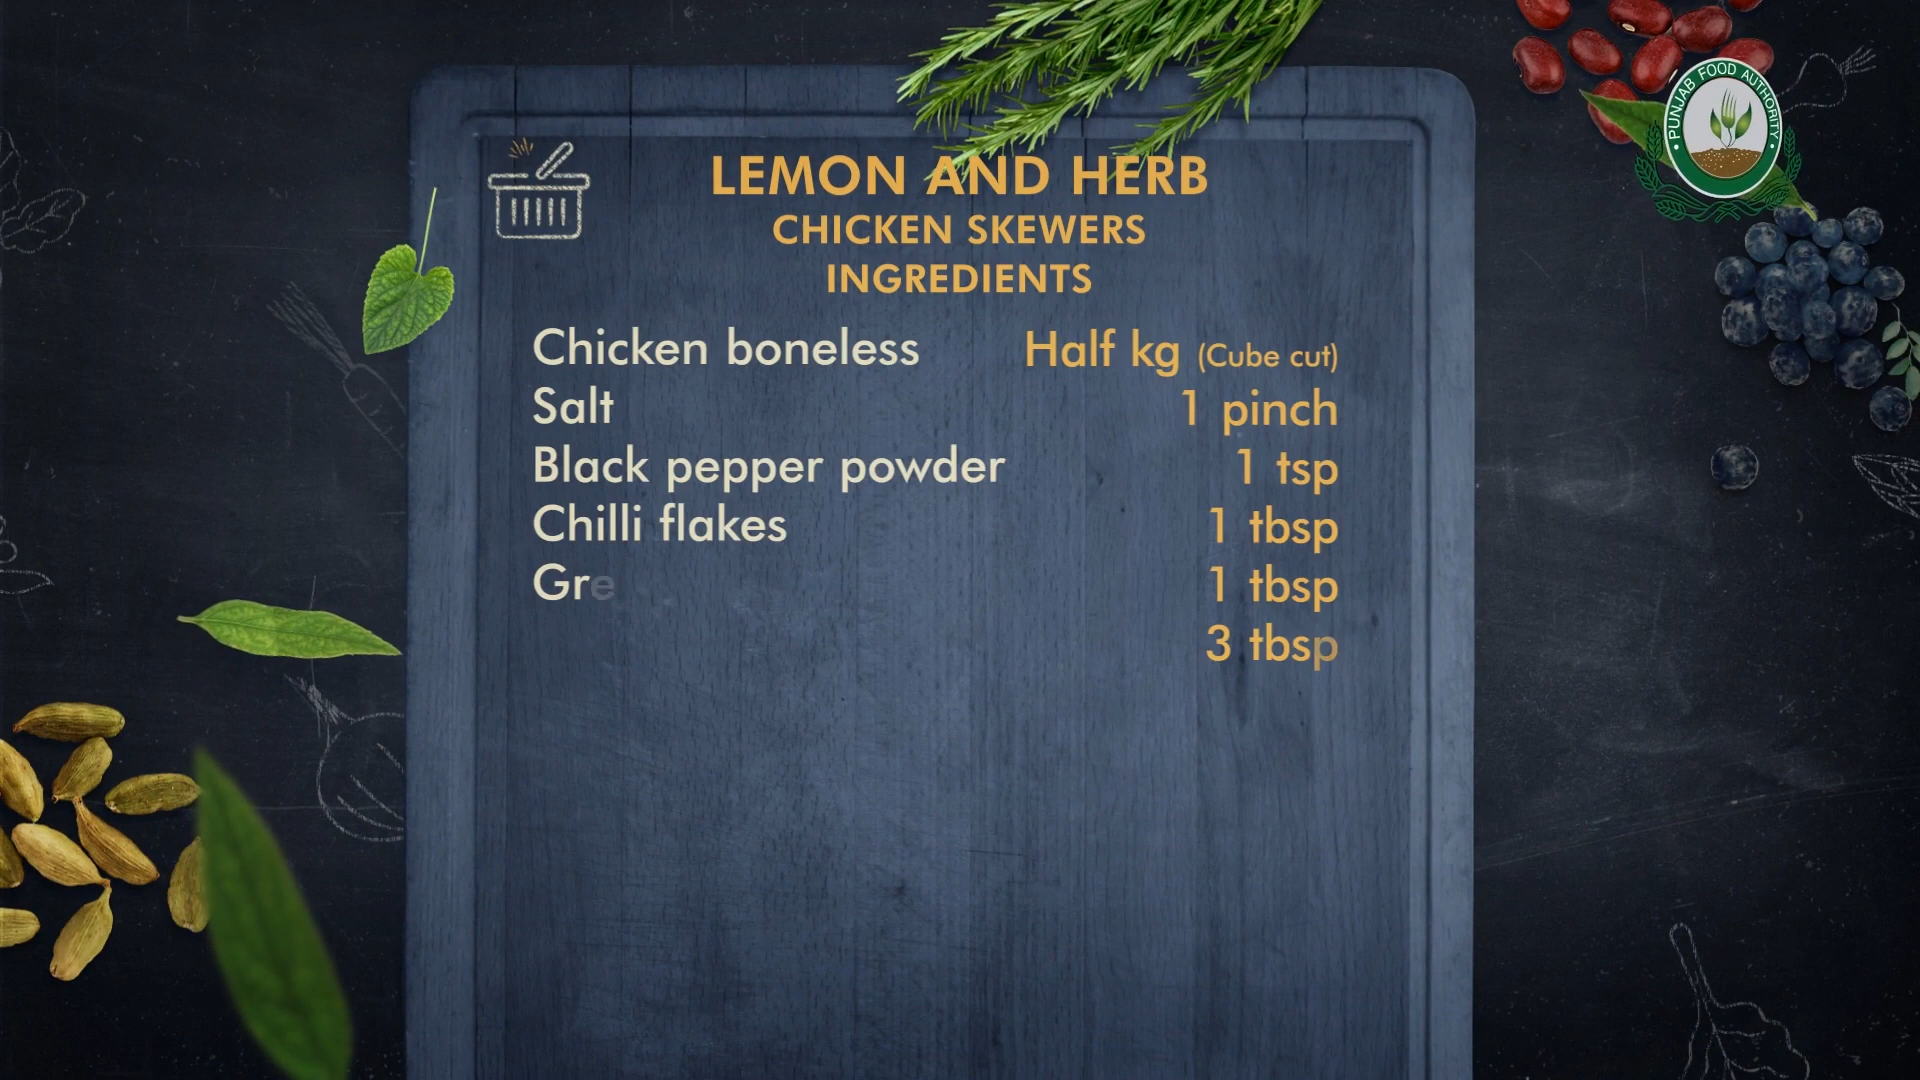 PUNJAB FOOD AUTHORITY
LEMON AND HERB
CHICKEN SKEWERS
INGREDIENTS
Chicken boneless Half kg (Cube cut)
Salt 1 pinch
Black pepper powder 1 tsp
Chilli flakes 1 tbsp
Gre 1 tbsp
3 tbsp